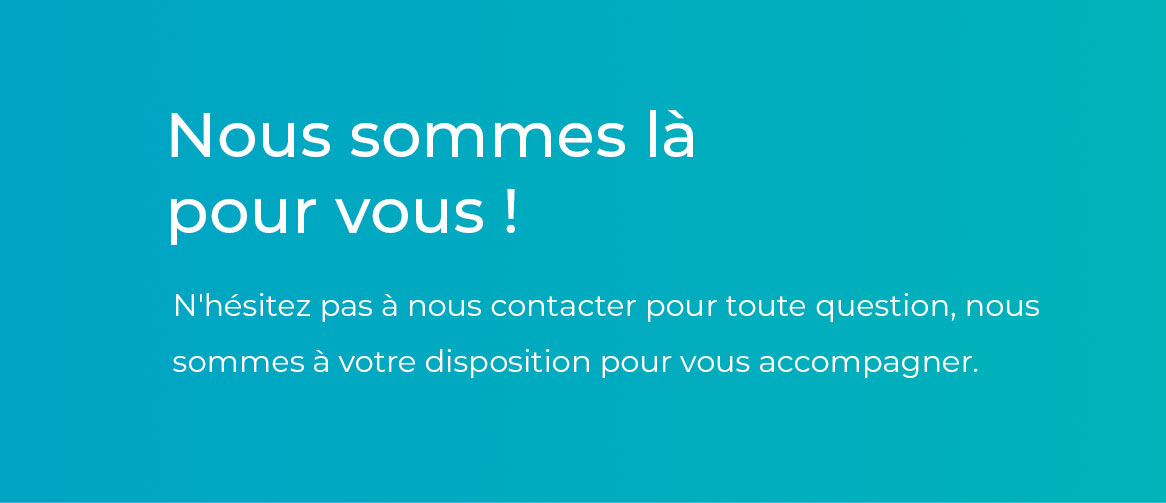 Nous sommes là
pour vous !
N'hésitez pas à nous contacter pour toute question, nous
sommes à votre disposition pour vous accompagner.